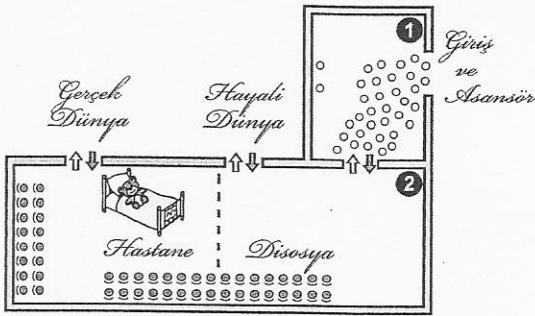 1
Giriş
ve
Asansör
Gerçek
Dünya
Hayali
Dünya
2
Hastane
Disosya